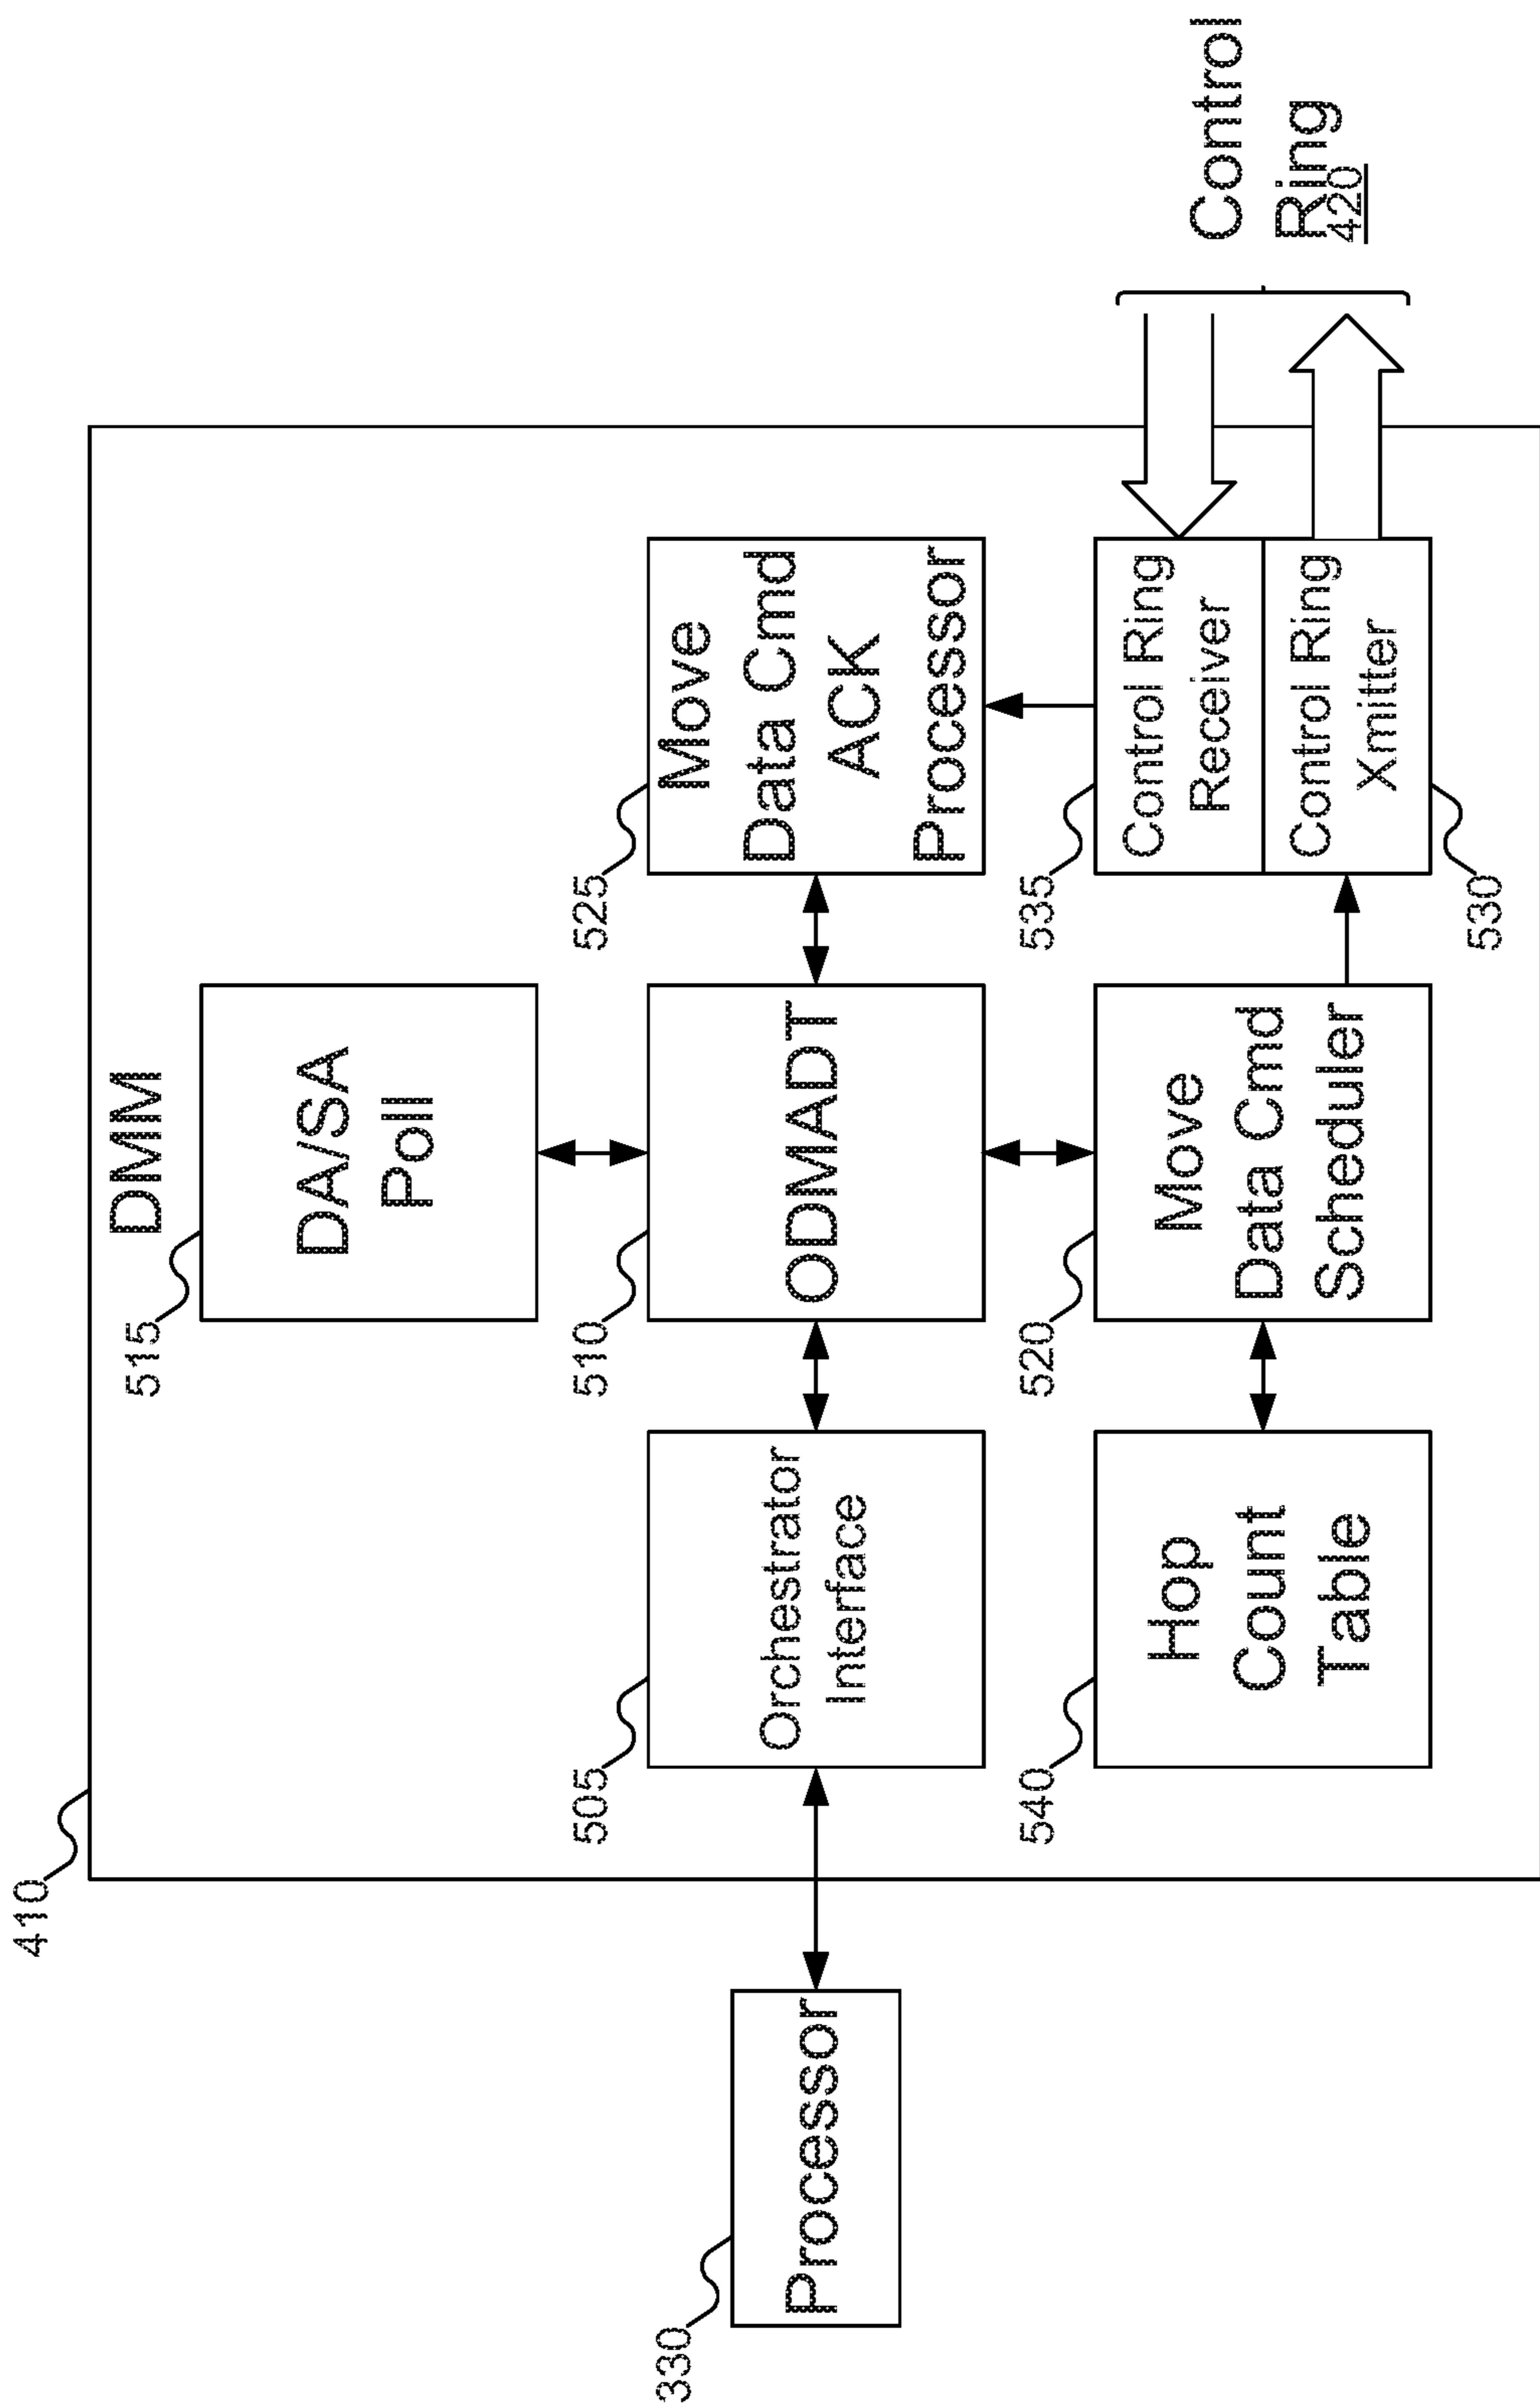 410
DMM
515
DA/SA
Poll
330
Processor
505
Orchestrator
Interface
510
ODMADT
525
Move
Data Cmd
ACK
Processor
540
Hop
Count
Table
520
Move
Data Cmd
Scheduler
535
Control Ring
Receiver
Control Ring
Xmitter
530
Control
Ring
420